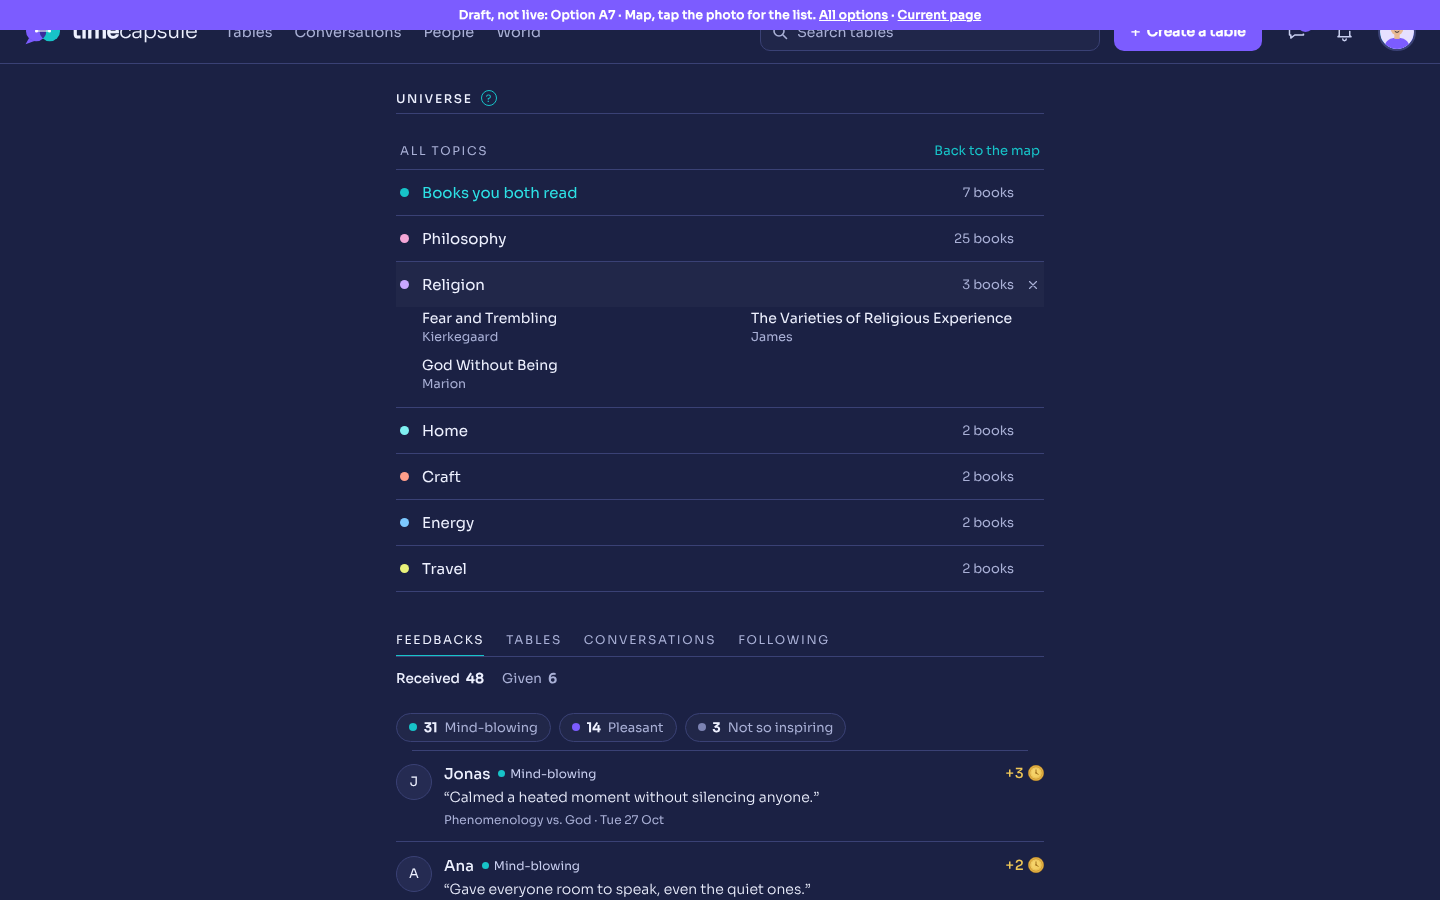 Draft, not live: Option A7 · Map, tap the photo for the list. All options · Current page
timecapsule Tables Conversations People World Search tables + Create a table
UNIVERSE ?
ALL TOPICS Back to the map
Books you both read 7 books
Philosophy 25 books
Religion 3 books ×
Fear and Trembling The Varieties of Religious Experience
Kierkegaard James
God Without Being
Marion
Home 2 books
Craft 2 books
Energy 2 books
Travel 2 books
FEEDBACKS TABLES CONVERSATIONS FOLLOWING
Received 48 Given 6
31 Mind-blowing 14 Pleasant 3 Not so inspiring
J Jonas Mind-blowing +3
“Calmed a heated moment without silencing anyone.”
Phenomenology vs. God · Tue 27 Oct
A Ana Mind-blowing +2
“Gave everyone room to speak, even the quiet ones.”